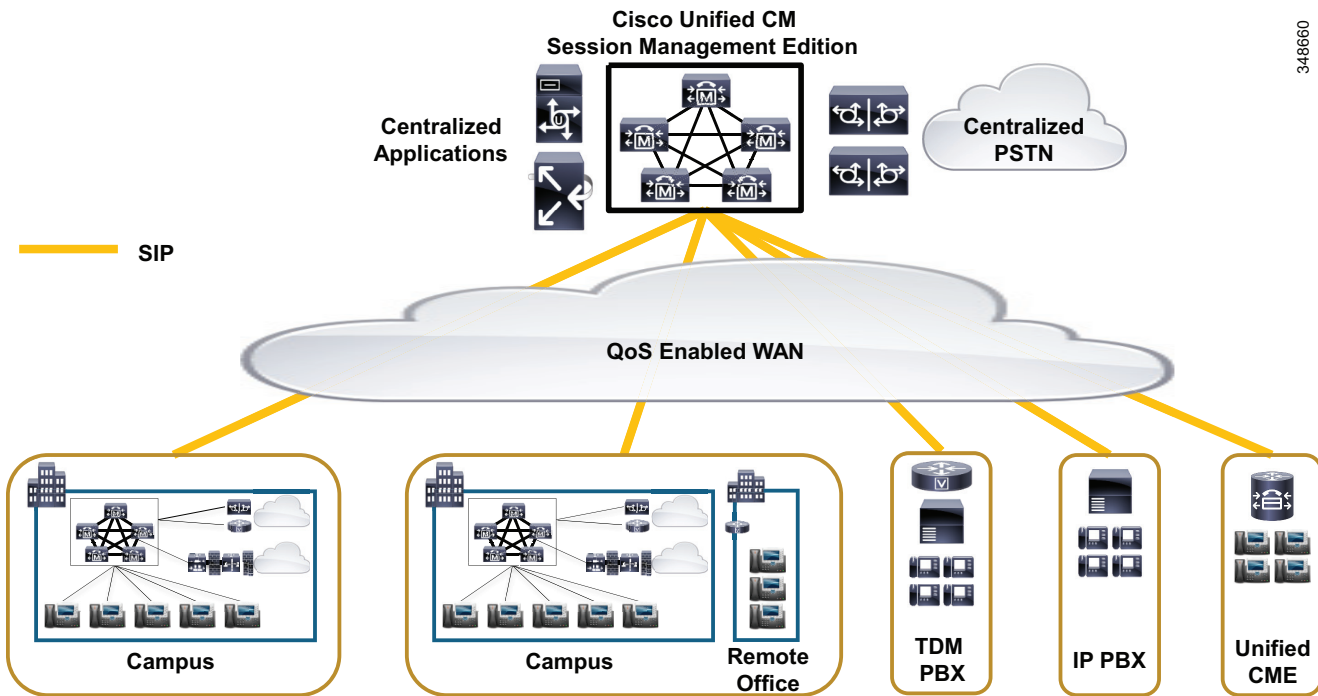 Cisco Unified CM
Session Management Edition
348660
Centralized
Applications
U
M
M
M
M
M
Centralized
PSTN
SIP
QoS Enabled WAN
V
Campus
Campus
Remote
Office
TDM
PBX
IP PBX
Unified
CME